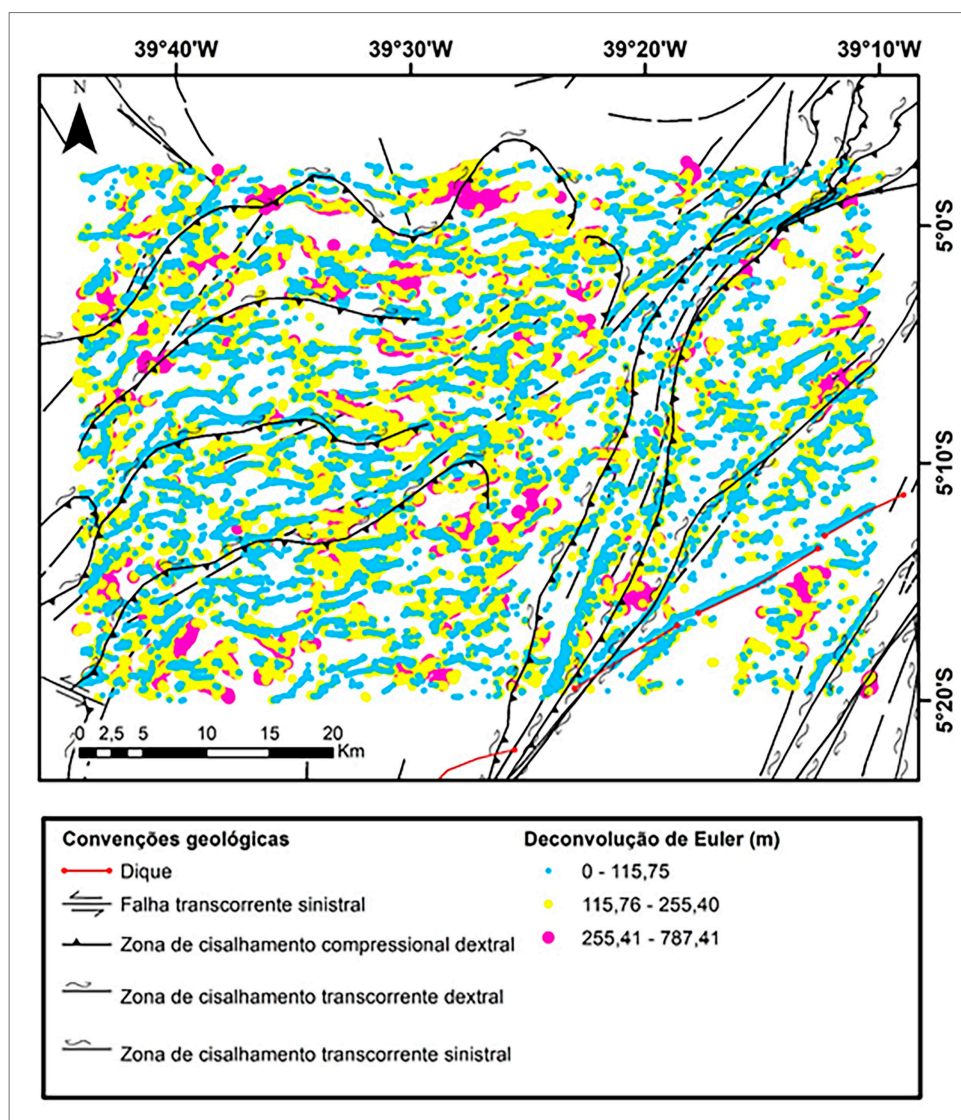 39°40'W 39°30'W 39°20'W 39°10'W
N
5°0'S
5°10'S
5°20'S
0 2,5 5 10 15 20
Km
Convenções geológicas
Dique
Falha transcorrente sinistral
Zona de cisalhamento compressional dextral
Zona de cisalhamento transcorrente dextral
Zona de cisalhamento transcorrente sinistral
Deconvolução de Euler (m)
0 - 115,75
115,76 - 255,40
255,41 - 787,41